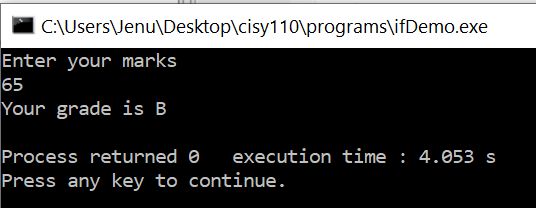 C:\Users\Jenu\Desktop\cisy110\programs\ifDemo.exe
Enter your marks
65
Your grade is B
Process returned 0   execution time : 4.053 s
Press any key to continue.